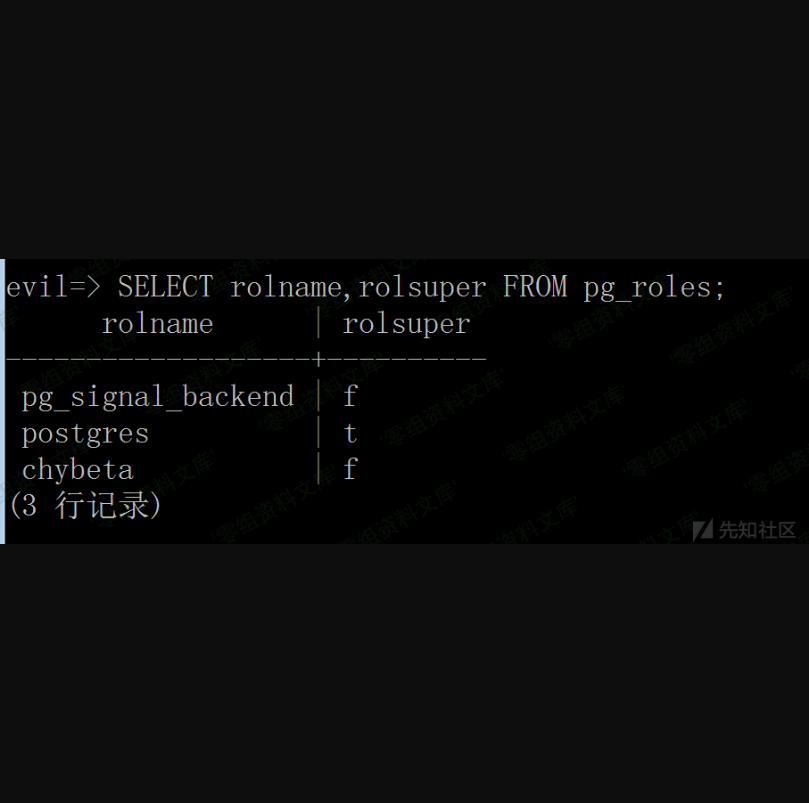 evil=> SELECT rolname,rolsuper FROM pg_roles;
      rolname      | rolsuper
-------------------+----------
 pg_signal_backend | f
 postgres          | t
 chybeta           | f
(3 行记录)
先知社区
'零组资料文库'